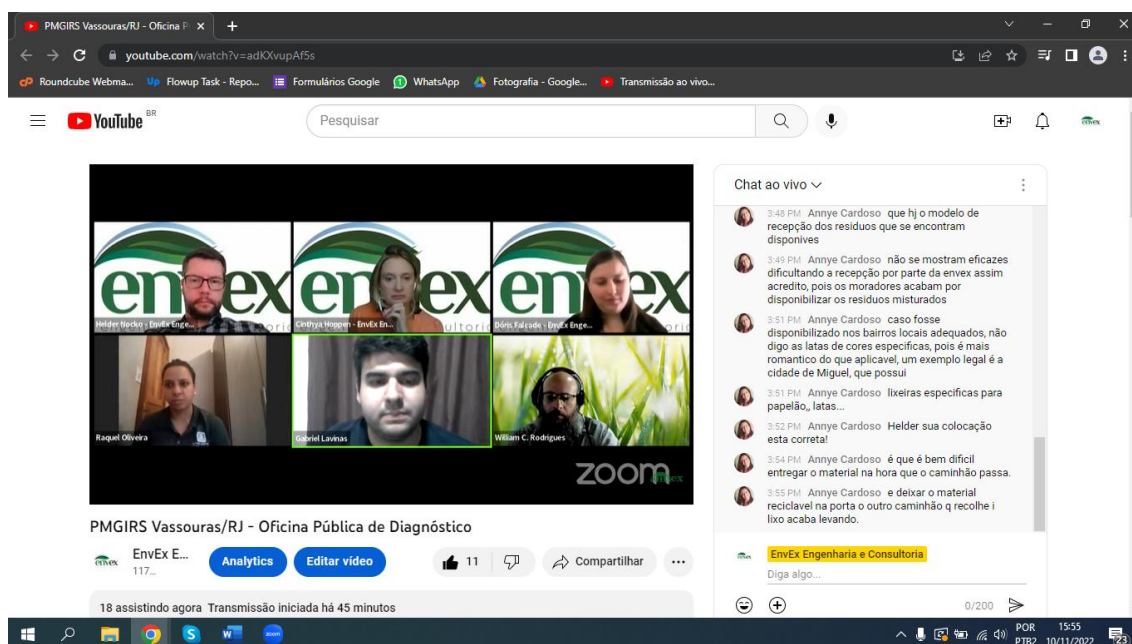 PMGIRS Vassouras/RJ - Oficina P
youtube.com/watch?v=adKXvupAf5s
Roundcube Webma... Flowup Task - Repo... Formulários Google WhatsApp Fotografia - Google... Transmissão ao vivo...
YouTube BR
Pesquisar
envex
Chat ao vivo
3:48 PM Annye Cardoso que hj o modelo de
recepção dos residuos que se encontram
disponives
3:49 PM Annye Cardoso não se mostram eficazes
dificultando a recepção por parte da envex assim
acredito, pois os moradores acabam por
disponibilizar os residuos misturados
3:51 PM Annye Cardoso caso fosse
disponibilizado nos bairros locais adequados, não
digo as latas de cores especificas, pois é mais
romantico do que aplicavel, um exemplo legal é a
cidade de Miguel, que possui
3:51 PM Annye Cardoso lixeiras especificas para
papelão,, latas...
3:52 PM Annye Cardoso Helder sua colocação
esta correta!
3:54 PM Annye Cardoso é que é bem dificil
entregar o material na hora que o caminhão passa.
3:55 PM Annye Cardoso e deixar o material
reciclavel na porta o outro caminhão q recolhe i
lixo acaba levando.
EnvEx Engenharia e Consultoria
Diga algo...
0/200
envex envex envex
Helder Nocko - EnvEx Enge... Cinthya Hoppen - EnvEx En... Dóris Falcade - EnvEx Enge...
Raquel Oliveira Gabriel Lavinas William C. Rodrigues
zoom
PMGIRS Vassouras/RJ - Oficina Pública de Diagnóstico
EnvEx E...
117...
Analytics Editar vídeo 11 Compartilhar ...
18 assistindo agora Transmissão iniciada há 45 minutos
POR 15:55
PTB2 10/11/2022
23